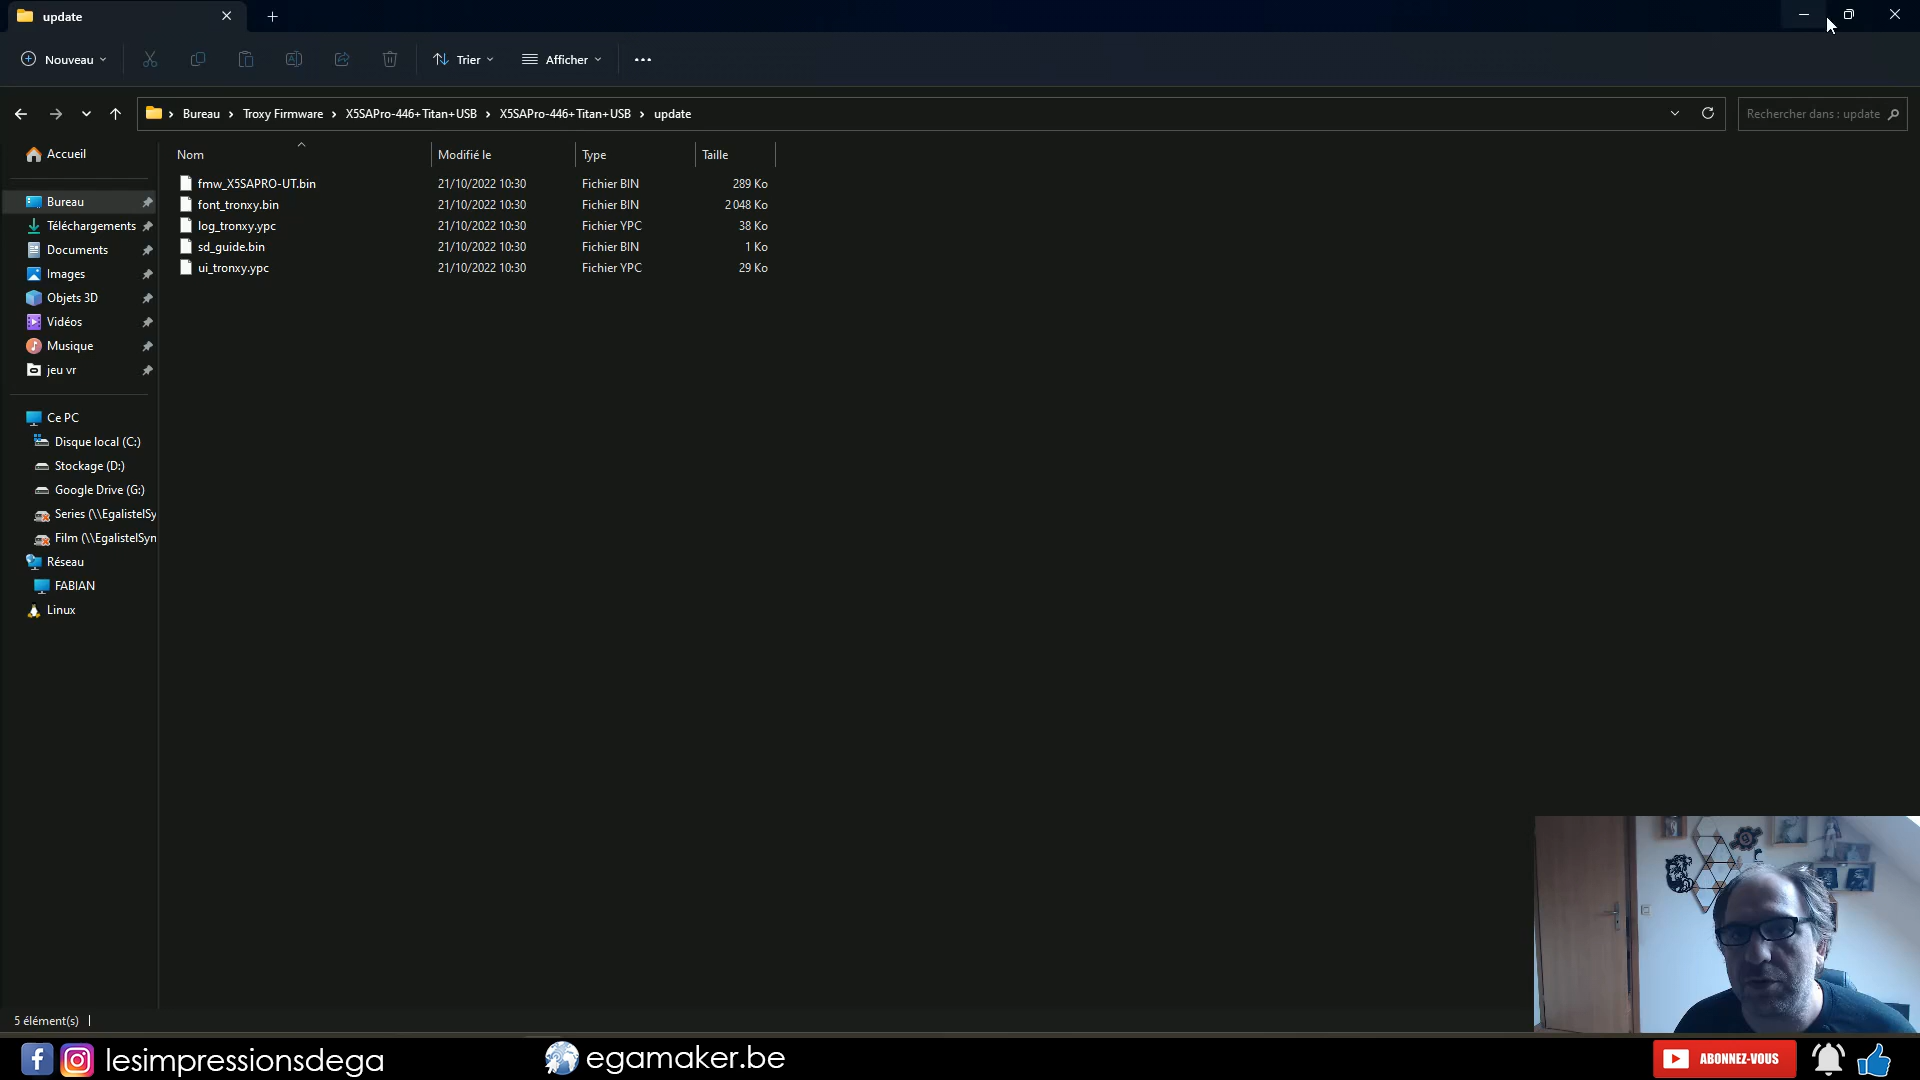 update
Nouveau
Trier
Afficher
Bureau
Troxy Firmware
X5SAPro-446+Titan+USB
X5SAPro-446+Titan+USB
update
Rechercher dans : update
Accueil
Bureau
Téléchargements
Documents
Images
Objets 3D
Vidéos
Musique
jeu vr
Ce PC
Disque local (C:)
Stockage (D:)
Google Drive (G:)
Series (\\EgalistelSy
Film (\\EgalistelSyn
Réseau
FABIAN
Linux
Nom Modifié le Type Taille
fmw_X5SAPRO-UT.bin 21/10/2022 10:30 Fichier BIN 289 Ko
font_tronxy.bin 21/10/2022 10:30 Fichier BIN 2 048 Ko
log_tronxy.ypc 21/10/2022 10:30 Fichier YPC 38 Ko
sd_guide.bin 21/10/2022 10:30 Fichier BIN 1 Ko
ui_tronxy.ypc 21/10/2022 10:30 Fichier YPC 29 Ko
5 élément(s)
lesimpressionsdega
egamaker.be
ABONNEZ-VOUS